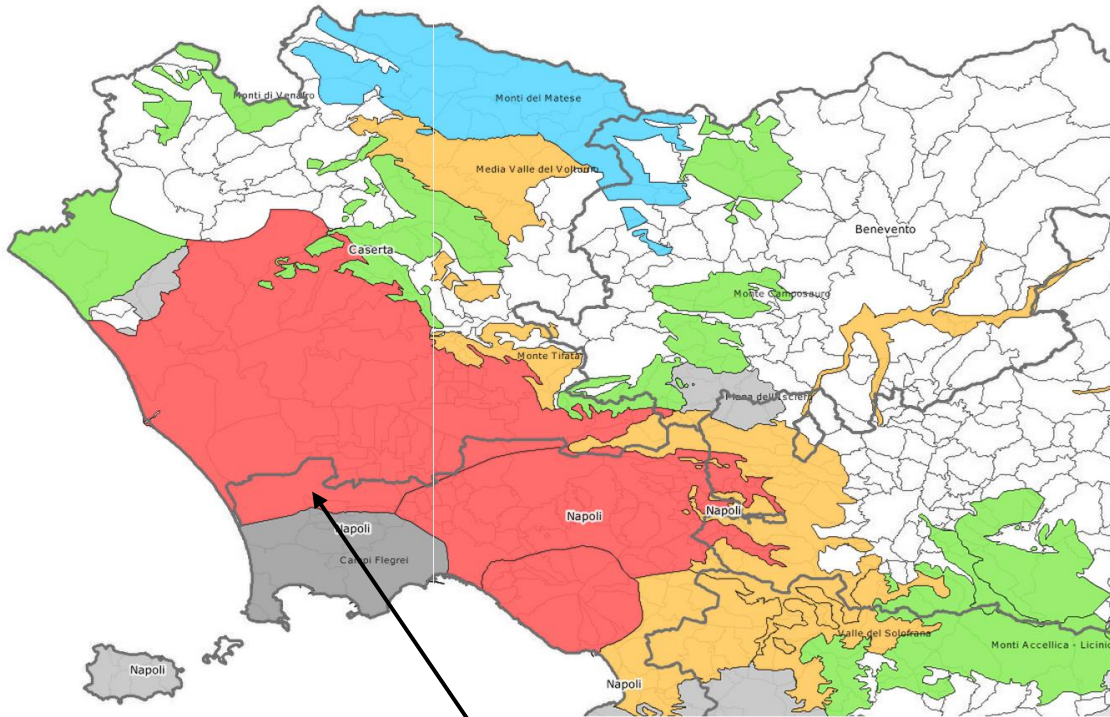 Monti di Venafro
Monti del Matese
Media Valle del Volturno
Benevento
Caserta
Monte Camposauro
Monte Tifata
Piana dell'Isclero
Napoli
Napoli
Napoli
Campi Flegrei
Valle del Solofrana
Monti Accellica - Licinic
Napoli
Napoli